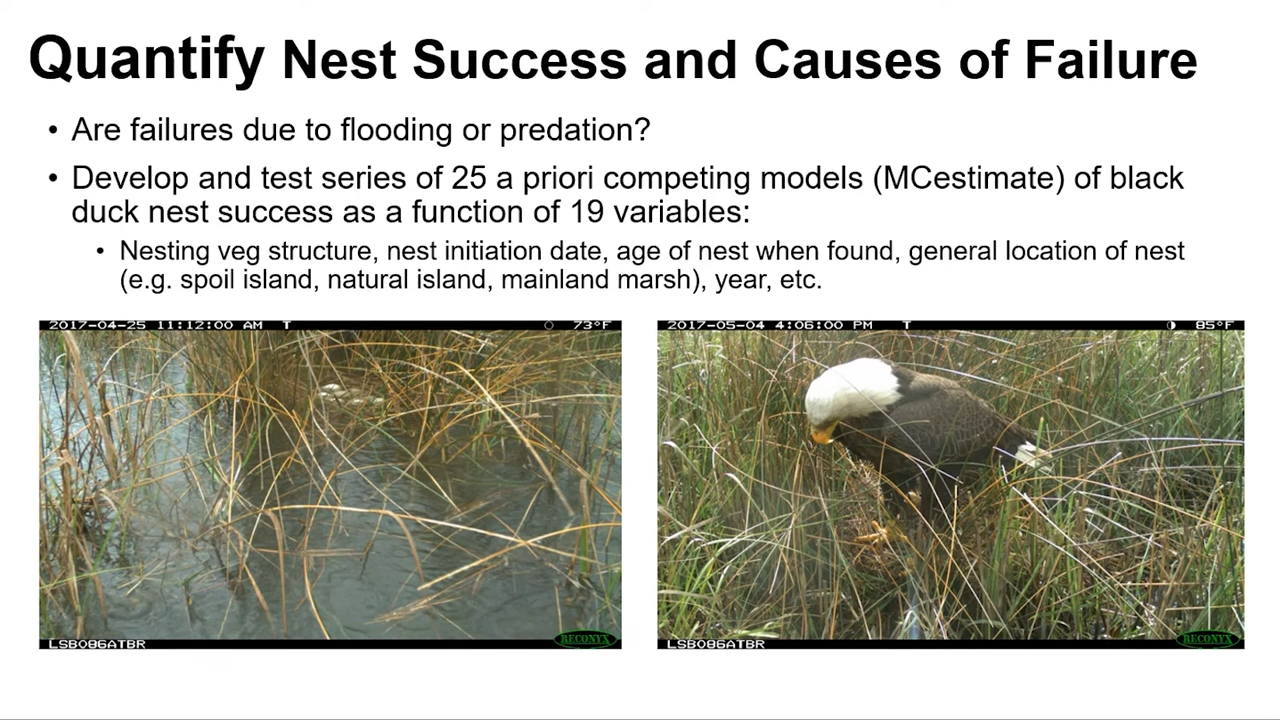 Quantify Nest Success and Causes of Failure
• Are failures due to flooding or predation?
• Develop and test series of 25 a priori competing models (MCestimate) of black
duck nest success as a function of 19 variables:
• Nesting veg structure, nest initiation date, age of nest when found, general location of nest
(e.g. spoil island, natural island, mainland marsh), year, etc.
2017-04-25 11:12:00 AM T 73°F
LSB086ATBR RECONYX
2017-05-04 4:06:00 PM T 85°F
LSB086ATBR RECONYX